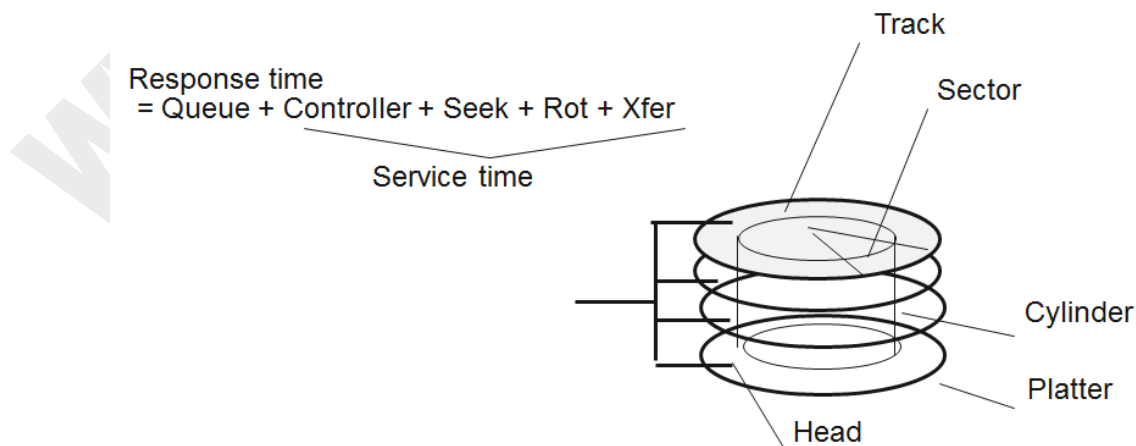 Track
Response time
= Queue + Controller + Seek + Rot + Xfer
Sector
Service time
Cylinder
Platter
Head